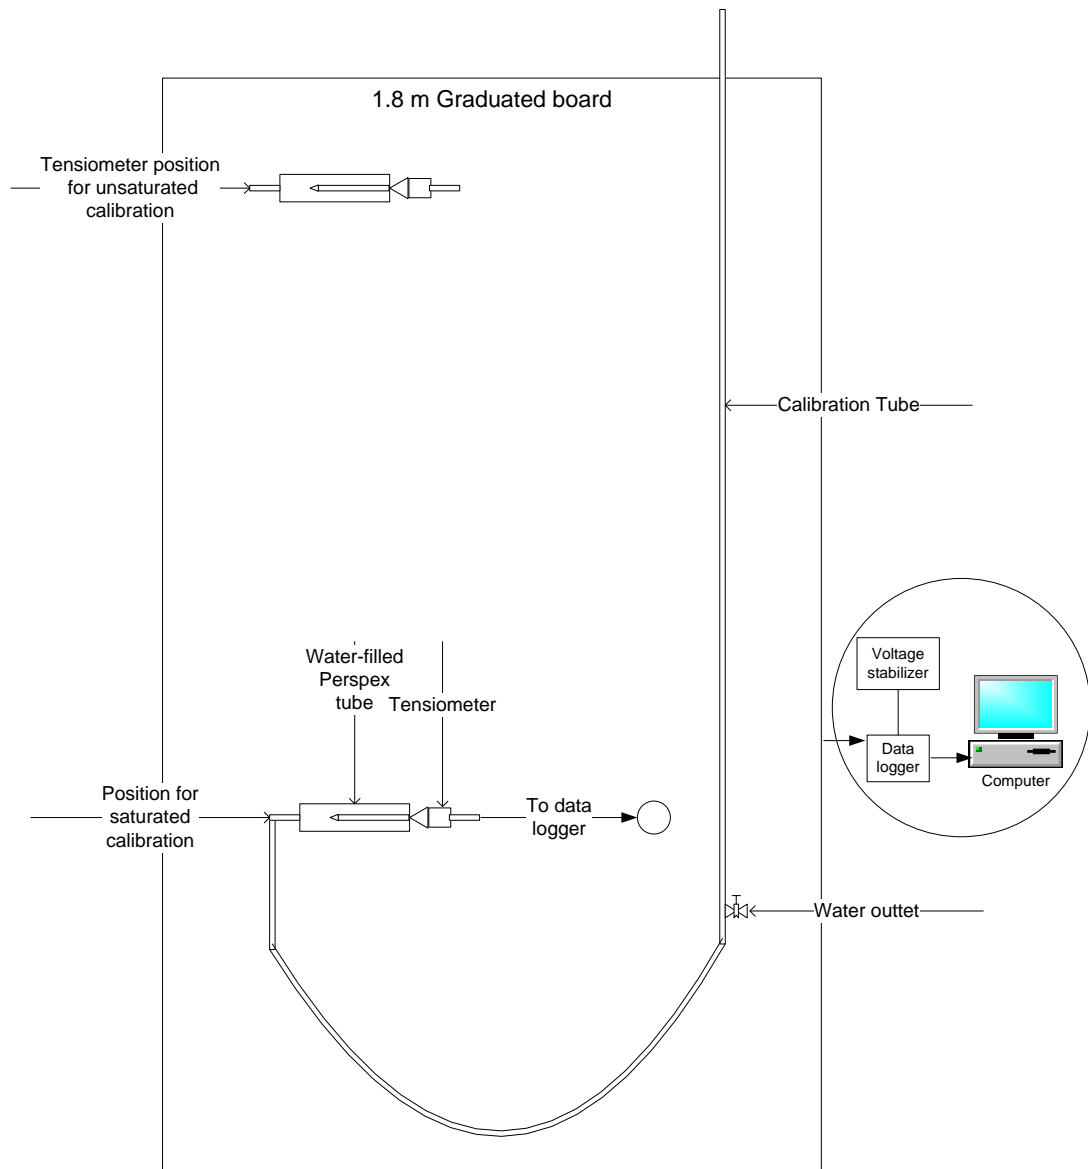 1.8 m Graduated board
Tensiometer position
for unsaturated
calibration
Calibration Tube
Water-filled
Perspex
tube
Tensiometer
Voltage
stabilizer
Data
logger
Computer
Position for
saturated
calibration
To data
logger
Water outtet